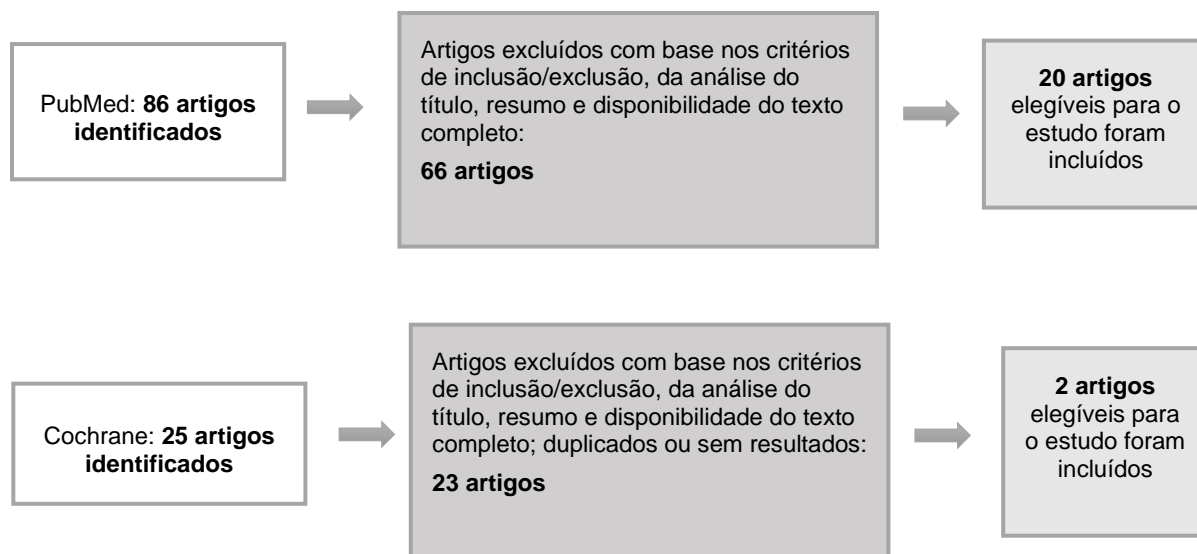 PubMed: 86 artigos
identificados
Artigos excluídos com base nos critérios
de inclusão/exclusão, da análise do
título, resumo e disponibilidade do texto
completo:
66 artigos
20 artigos
elegíveis para o
estudo foram
incluídos
Cochrane: 25 artigos
identificados
Artigos excluídos com base nos critérios
de inclusão/exclusão, da análise do
título, resumo e disponibilidade do texto
completo; duplicados ou sem resultados:
23 artigos
2 artigos
elegíveis para
o estudo foram
incluídos